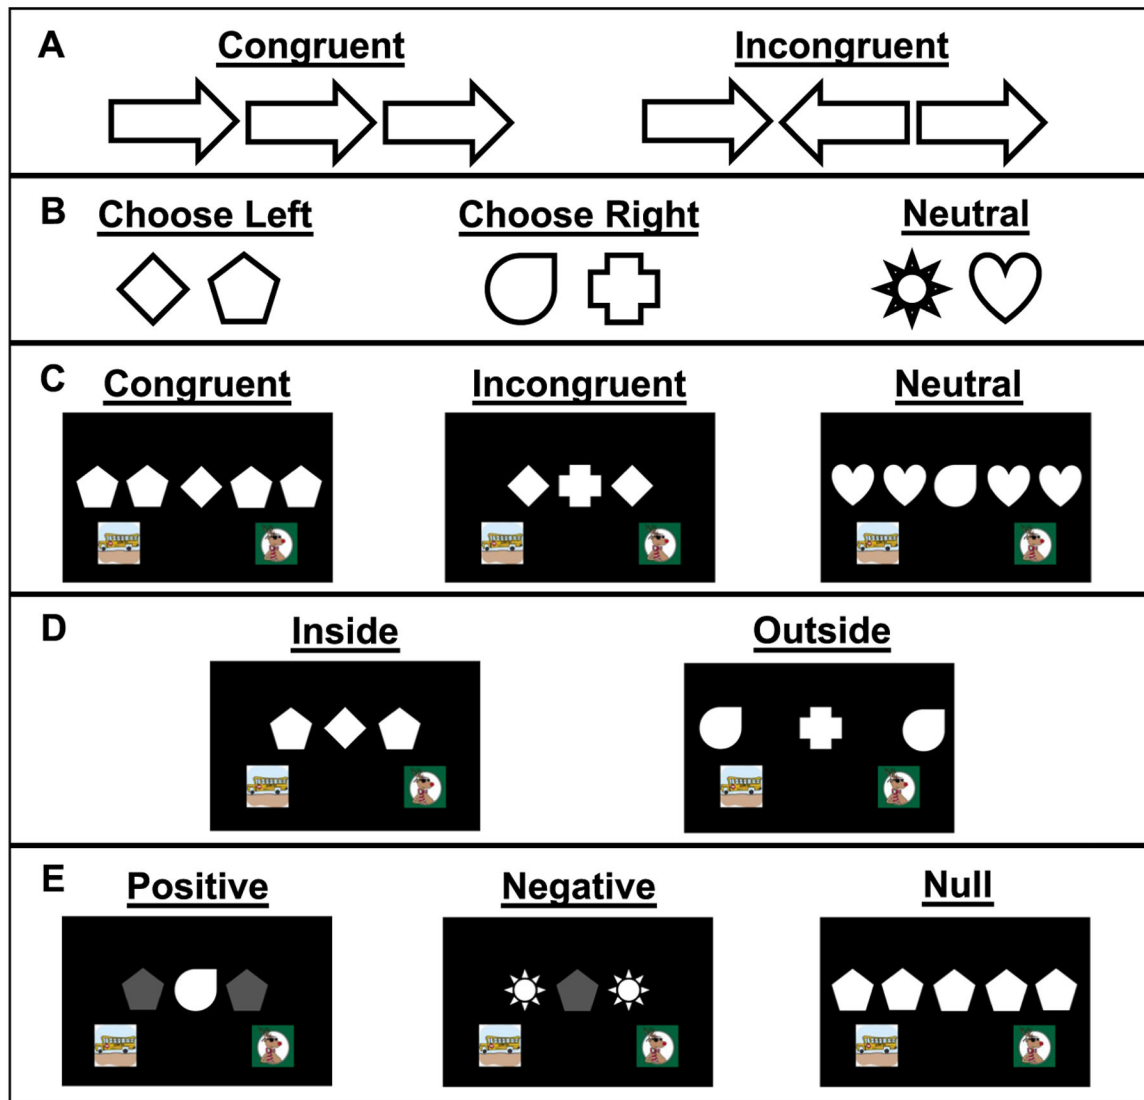 A
Congruent Incongruent
B
Choose Left Choose Right Neutral
C
Congruent Incongruent Neutral
D
Inside Outside
E
Positive Negative Null